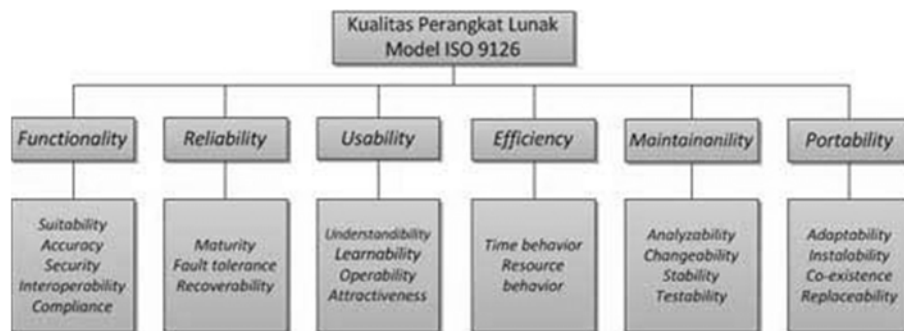 Kualitas Perangkat Lunak
Model ISO 9126
Functionality
Reliability
Usability
Efficiency
Maintainanility
Portability
Suitability
Accuracy
Security
Interoperability
Compliance
Maturity
Fault tolerance
Recoverability
Understandibility
Learnability
Operability
Attractiveness
Time behavior
Resource
behavior
Analyzability
Changeability
Stability
Testability
Adaptability
Instalability
Co-existence
Replaceability